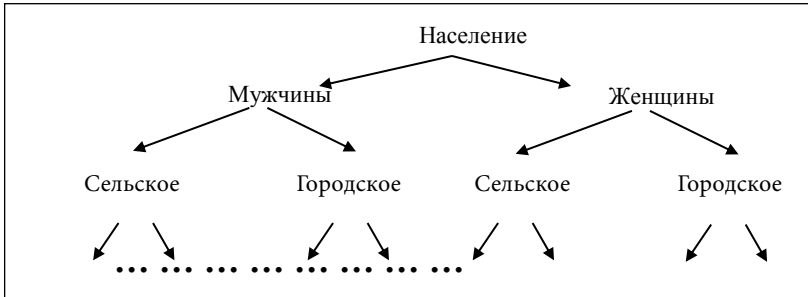 Население
Мужчины Женщины
Сельское Городское Сельское Городское
... ... ... ... ... ... ... ...